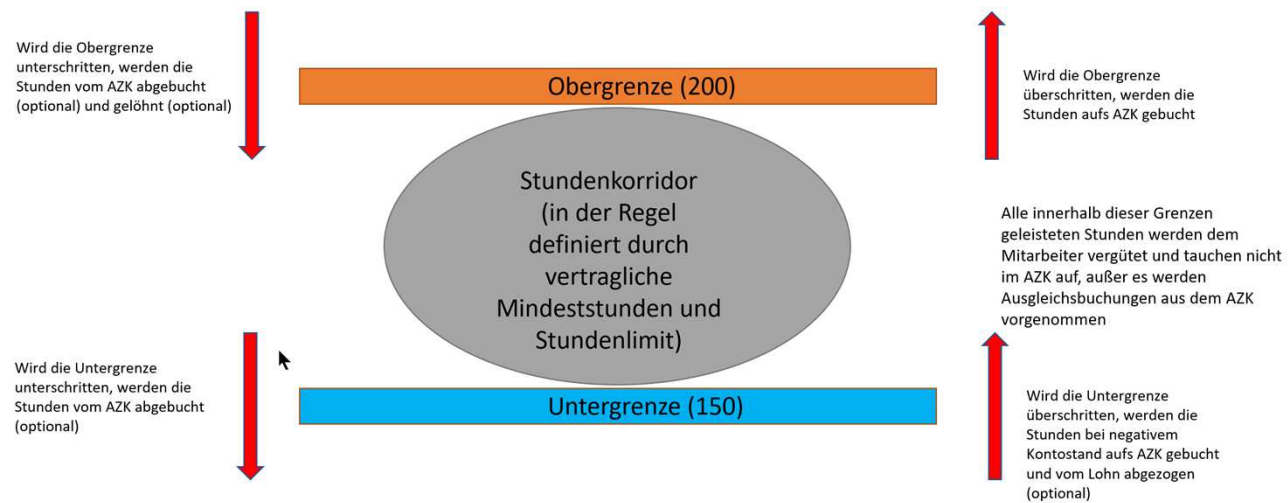 Wird die Obergrenze
unterschritten, werden die
Stunden vom AZK abgebucht
(optional) und gelöhnt (optional)
Obergrenze (200)
Wird die Obergrenze
überschritten, werden die
Stunden aufs AZK gebucht
Stundenkorridor
(in der Regel
definiert durch
vertragliche
Mindeststunden und
Stundenlimit)
Alle innerhalb dieser Grenzen
geleisteten Stunden werden dem
Mitarbeiter vergütet und tauchen nicht
im AZK auf, außer es werden
Ausgleichsbuchungen aus dem AZK
vorgenommen
Wird die Untergrenze
unterschritten, werden die
Stunden vom AZK abgebucht
(optional)
Untergrenze (150)
Wird die Untergrenze
überschritten, werden die
Stunden bei negativem
Kontostand aufs AZK gebucht
und vom Lohn abgezogen
(optional)